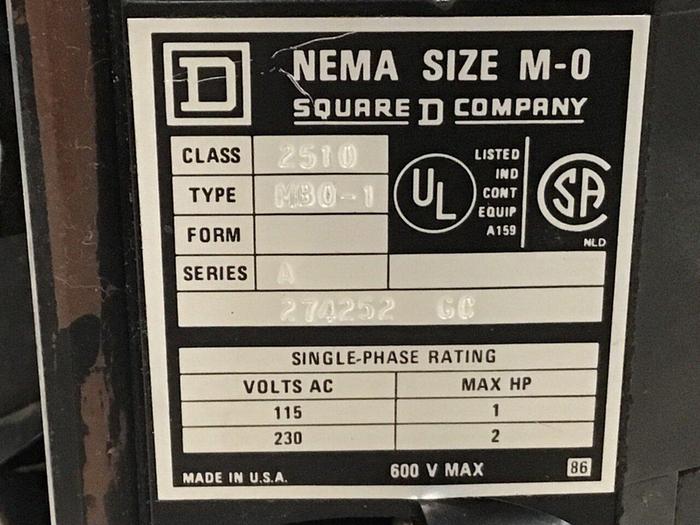 D NEMA SIZE M-0
SQUARE D COMPANY
CLASS 2510
TYPE MBO-1
FORM
SERIES A
274252 GC
UL
LISTED
IND
CONT
EQUIP
A159
SA
NLD
SINGLE-PHASE RATING
VOLTS AC MAX HP
115 1
230 2
MADE IN U.S.A. 600 V MAX 86